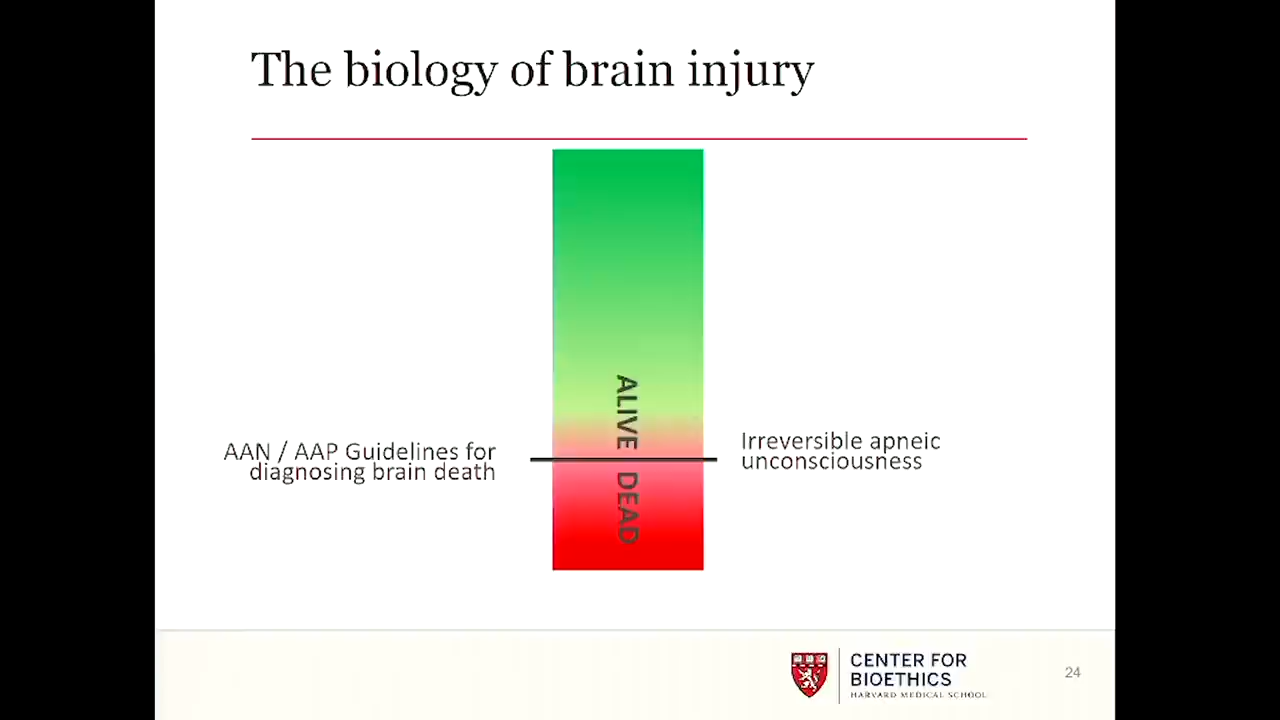 The biology of brain injury
ALIVE
DEAD
AAN / AAP Guidelines for
diagnosing brain death
Irreversible apneic
unconsciousness
CENTER FOR
BIOETHICS
HARVARD MEDICAL SCHOOL
24